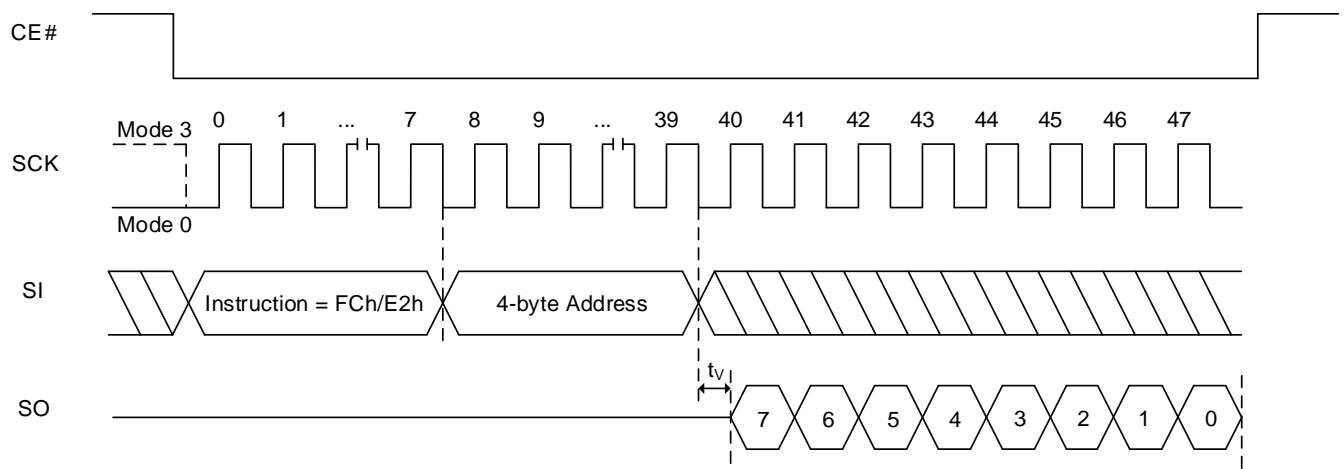 CE#
0 1 ... 7 8 9 ... 39 40 41 42 43 44 45 46 47
Mode 3
SCK
Mode 0
SI
Instruction = FCh/E2h 4-byte Address
tV
SO
7 6 5 4 3 2 1 0